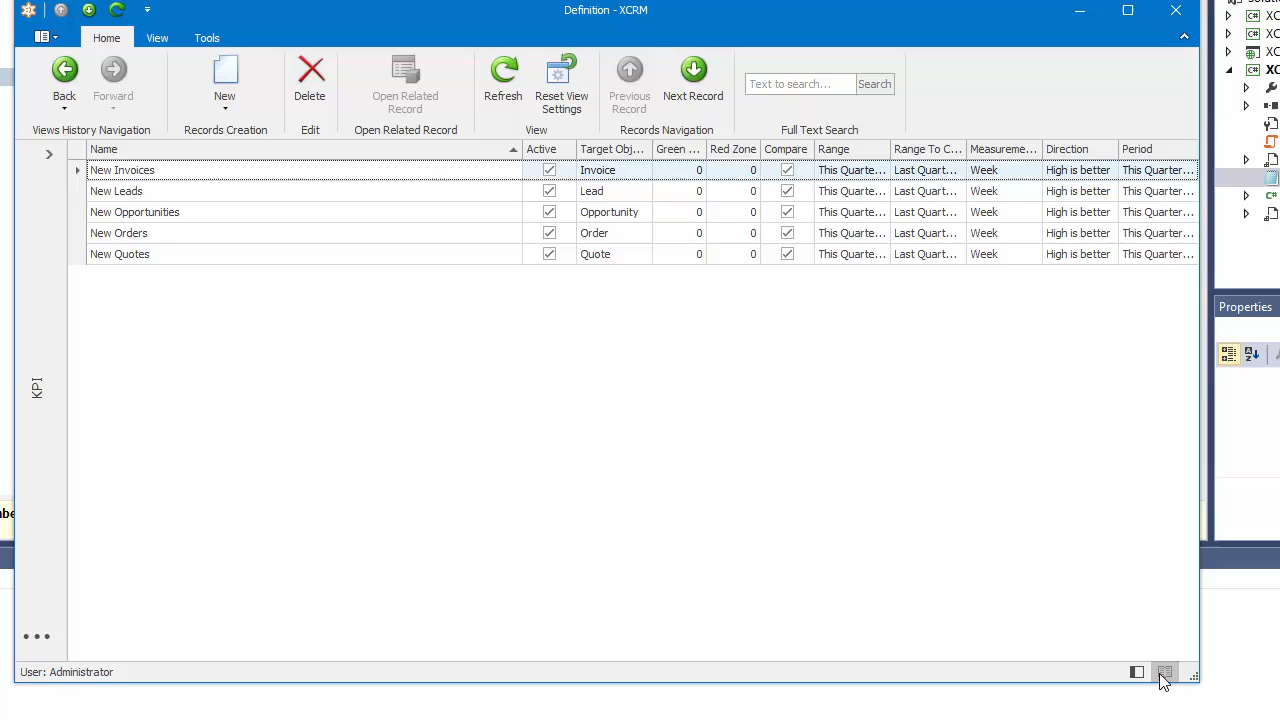 Definition - XCRM
Home View Tools
Back Forward New Delete Open Related Record Refresh Reset View Settings Previous Record Next Record Text to search... Search
Views History Navigation Records Creation Edit Open Related Record View Records Navigation Full Text Search
Name Active Target Obj... Green ... Red Zone Compare Range Range To C... Measureme... Direction Period
New Invoices Invoice 0 0 This Quarte... Last Quart... Week High is better This Quarter...
New Leads Lead 0 0 This Quarte... Last Quart... Week High is better This Quarter...
New Opportunities Opportunity 0 0 This Quarte... Last Quart... Week High is better This Quarter...
New Orders Order 0 0 This Quarte... Last Quart... Week High is better This Quarter...
New Quotes Quote 0 0 This Quarte... Last Quart... Week High is better This Quarter...
KPI
User: Administrator
XC
XC
XC
XC
Properties